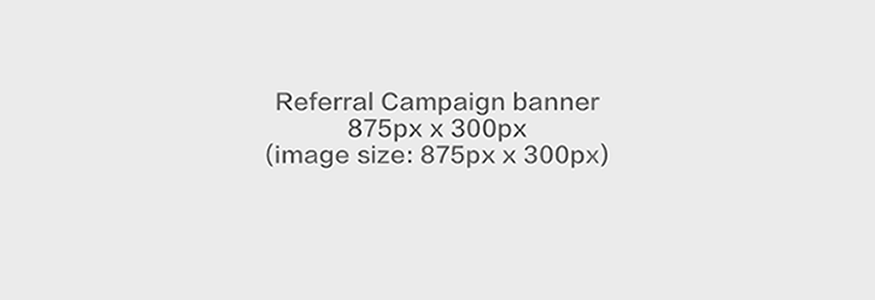 Referral Campaign banner
875px x 300px
(image size: 875px x 300px)